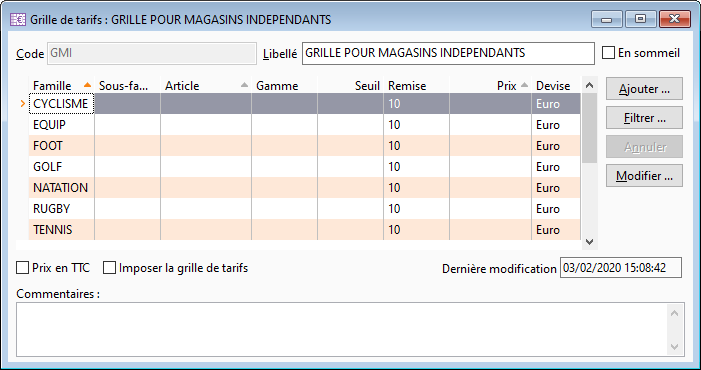 Grille de tarifs : GRILLE POUR MAGASINS INDEPENDANTS
Code GMI Libellé GRILLE POUR MAGASINS INDEPENDANTS En sommeil
Famille Sous-fa... Article Gamme Seuil Remise Prix Devise
CYCLISME 10 Euro
EQUIP 10 Euro
FOOT 10 Euro
GOLF 10 Euro
NATATION 10 Euro
RUGBY 10 Euro
TENNIS 10 Euro
Ajouter ...
Filtrer ...
Annuler
Modifier ...
Prix en TTC Imposer la grille de tarifs Dernière modification 03/02/2020 15:08:42
Commentaires :